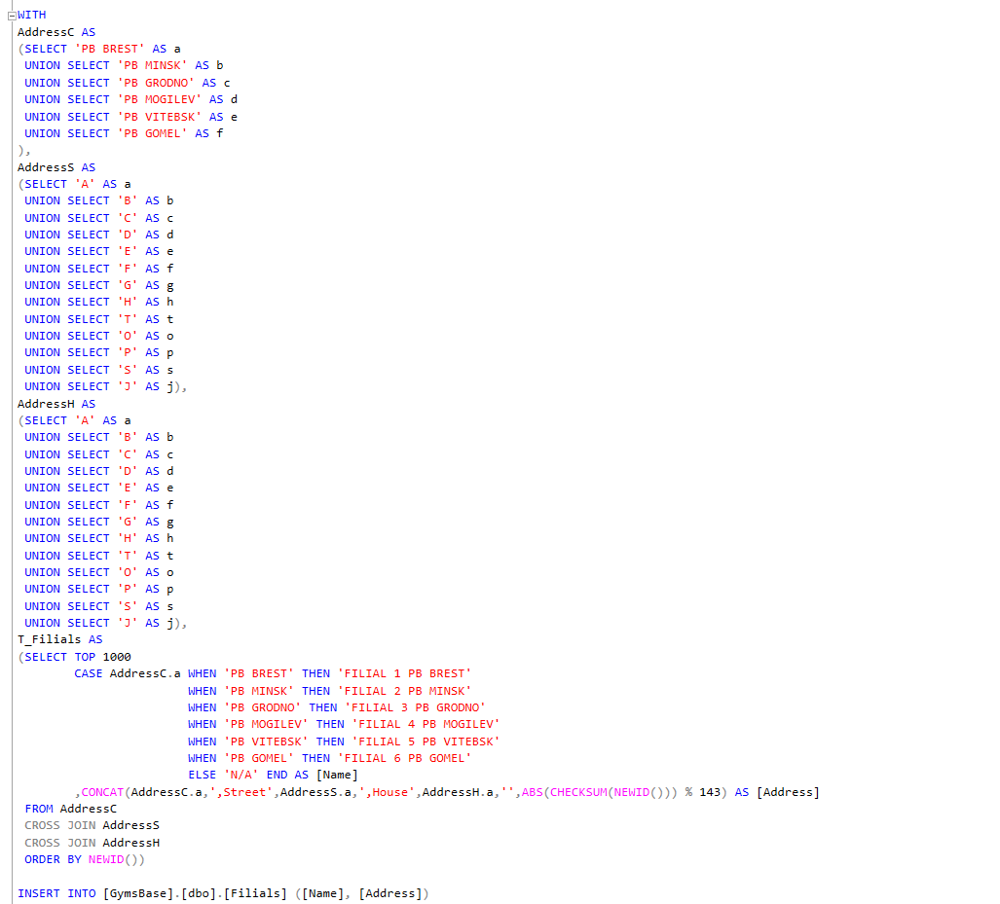 WITH
AddressC AS
(SELECT 'PB BREST' AS a
UNION SELECT 'PB MINSK' AS b
UNION SELECT 'PB GRODNO' AS c
UNION SELECT 'PB MOGILEV' AS d
UNION SELECT 'PB VITEBSK' AS e
UNION SELECT 'PB GOMEL' AS f
),
AddressS AS
(SELECT 'A' AS a
UNION SELECT 'B' AS b
UNION SELECT 'C' AS c
UNION SELECT 'D' AS d
UNION SELECT 'E' AS e
UNION SELECT 'F' AS f
UNION SELECT 'G' AS g
UNION SELECT 'H' AS h
UNION SELECT 'T' AS t
UNION SELECT 'O' AS o
UNION SELECT 'P' AS p
UNION SELECT 'S' AS s
UNION SELECT 'J' AS j),
AddressH AS
(SELECT 'A' AS a
UNION SELECT 'B' AS b
UNION SELECT 'C' AS c
UNION SELECT 'D' AS d
UNION SELECT 'E' AS e
UNION SELECT 'F' AS f
UNION SELECT 'G' AS g
UNION SELECT 'H' AS h
UNION SELECT 'T' AS t
UNION SELECT 'O' AS o
UNION SELECT 'P' AS p
UNION SELECT 'S' AS s
UNION SELECT 'J' AS j),
T_Filials AS
(SELECT TOP 1000
CASE AddressC.a WHEN 'PB BREST' THEN 'FILIAL 1 PB BREST'
WHEN 'PB MINSK' THEN 'FILIAL 2 PB MINSK'
WHEN 'PB GRODNO' THEN 'FILIAL 3 PB GRODNO'
WHEN 'PB MOGILEV' THEN 'FILIAL 4 PB MOGILEV'
WHEN 'PB VITEBSK' THEN 'FILIAL 5 PB VITEBSK'
WHEN 'PB GOMEL' THEN 'FILIAL 6 PB GOMEL'
ELSE 'N/A' END AS [Name]
,CONCAT(AddressC.a,',Street',AddressS.a,',House',AddressH.a,'',ABS(CHECKSUM(NEWID())) % 143) AS [Address]
FROM AddressC
CROSS JOIN AddressS
CROSS JOIN AddressH
ORDER BY NEWID())
INSERT INTO [GymsBase].[dbo].[Filials] ([Name], [Address])